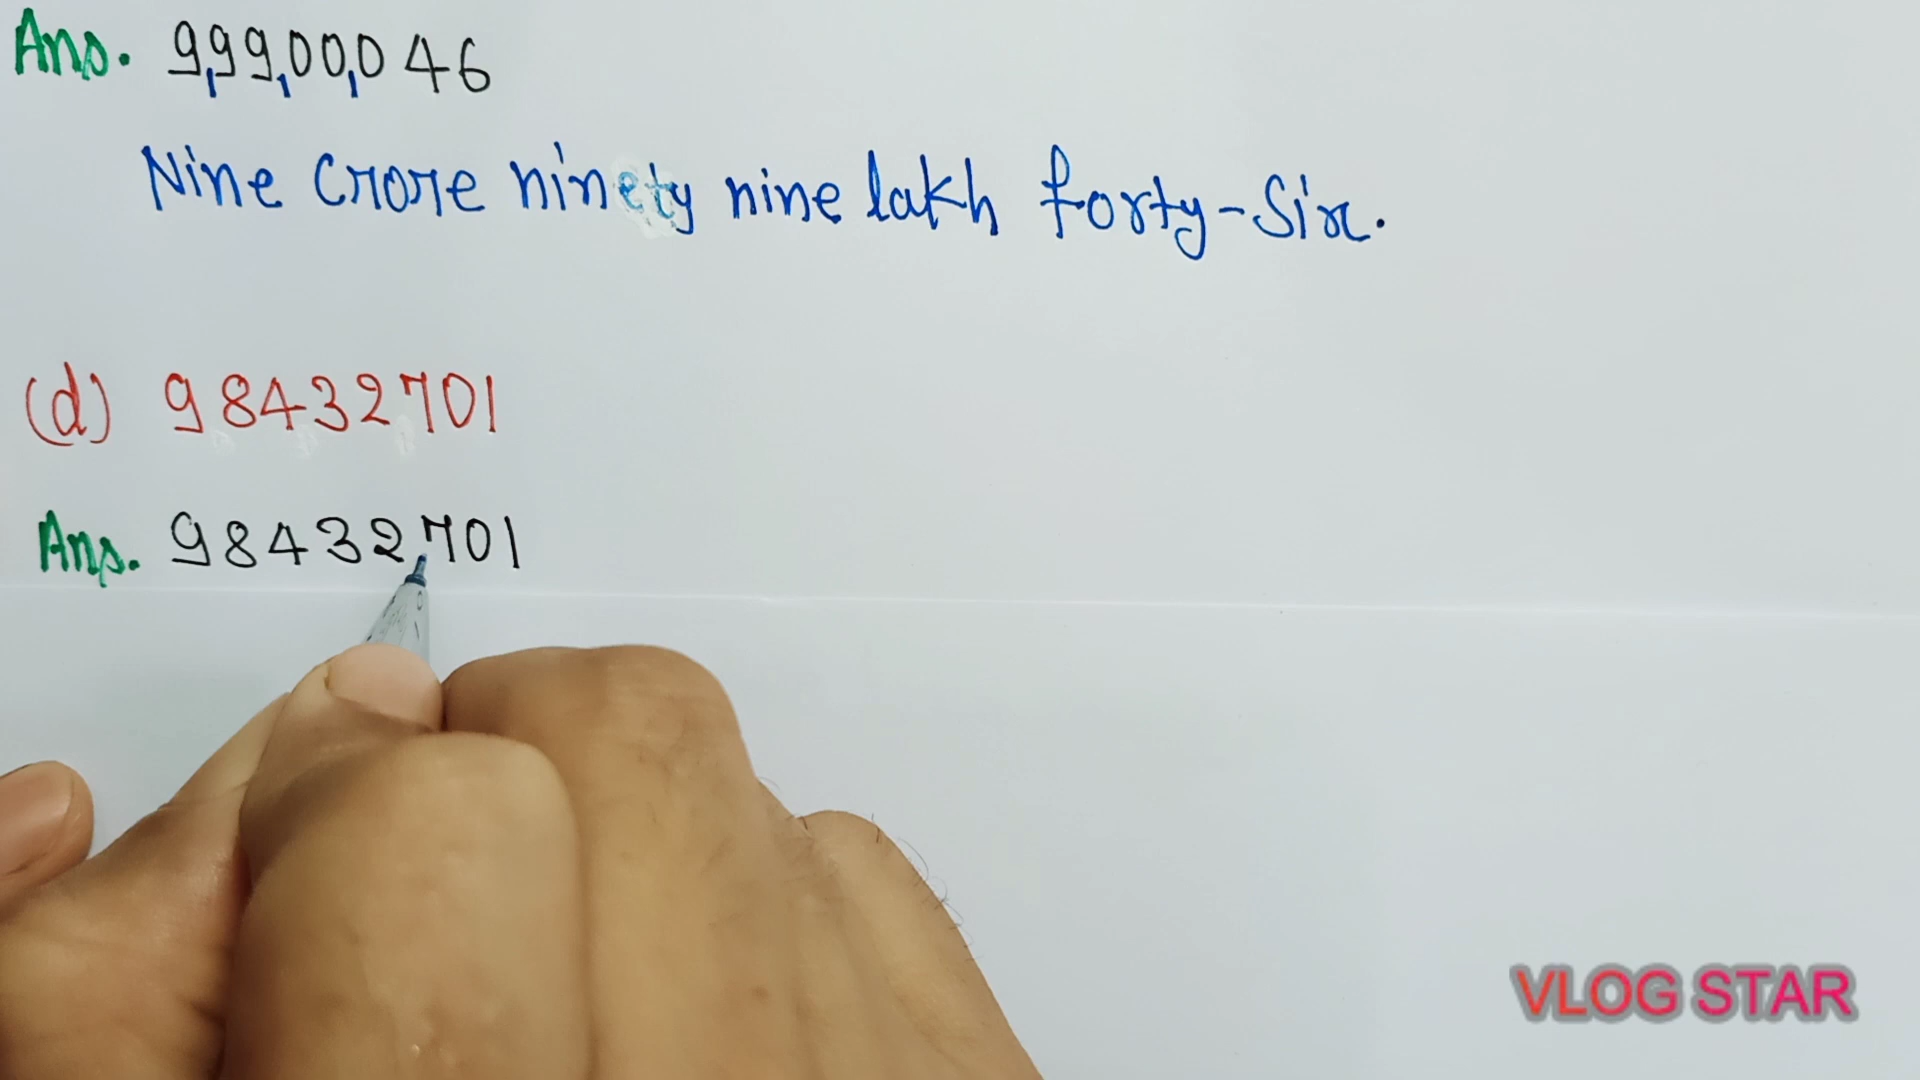 Ans. 9,99,00,046
Nine Crore ninety nine lakh forty-six.
(d) 98432701
Ans. 98432,701
VLOG STAR